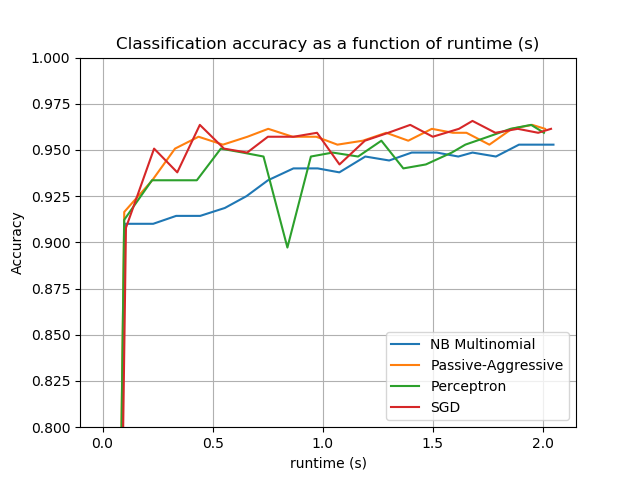 Classification accuracy as a function of runtime (s)
1.000
0.975
0.950
0.925
0.900
0.875
0.850
0.825
0.800
Accuracy
0.0 0.5 1.0 1.5 2.0
runtime (s)
NB Multinomial
Passive-Aggressive
Perceptron
SGD